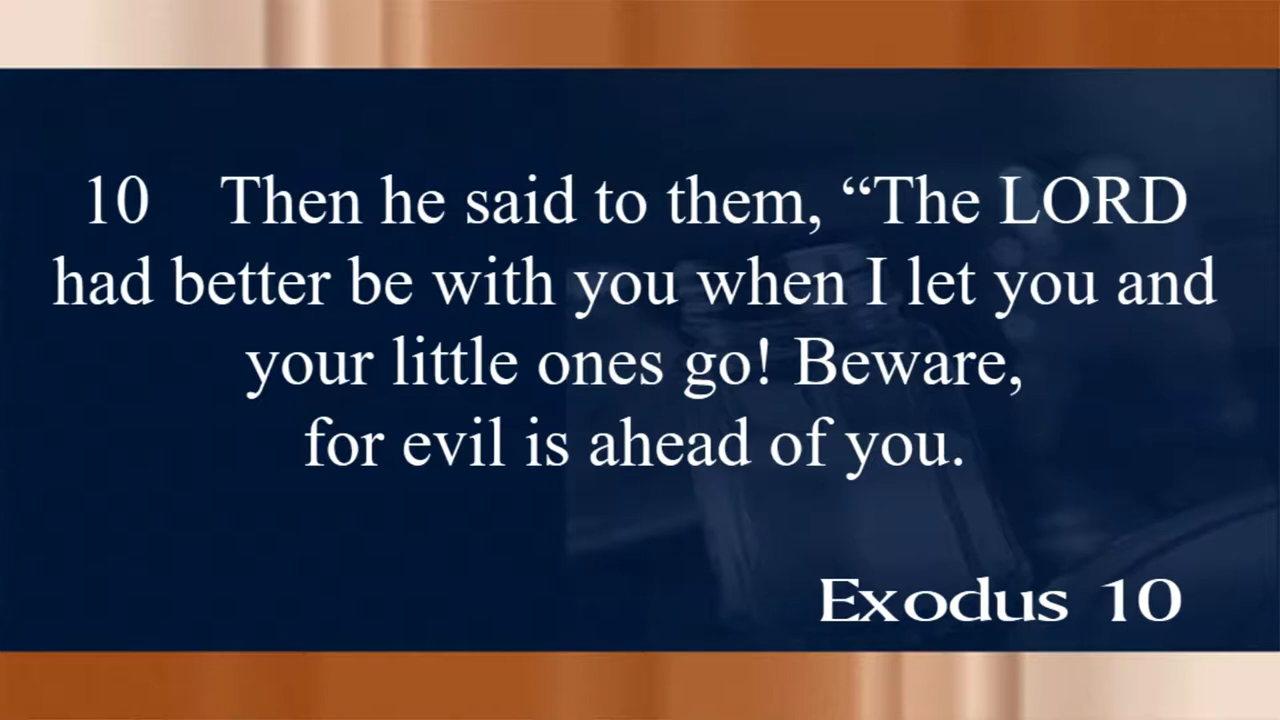 10 Then he said to them, “The LORD
had better be with you when I let you and
your little ones go! Beware,
for evil is ahead of you.
Exodus 10